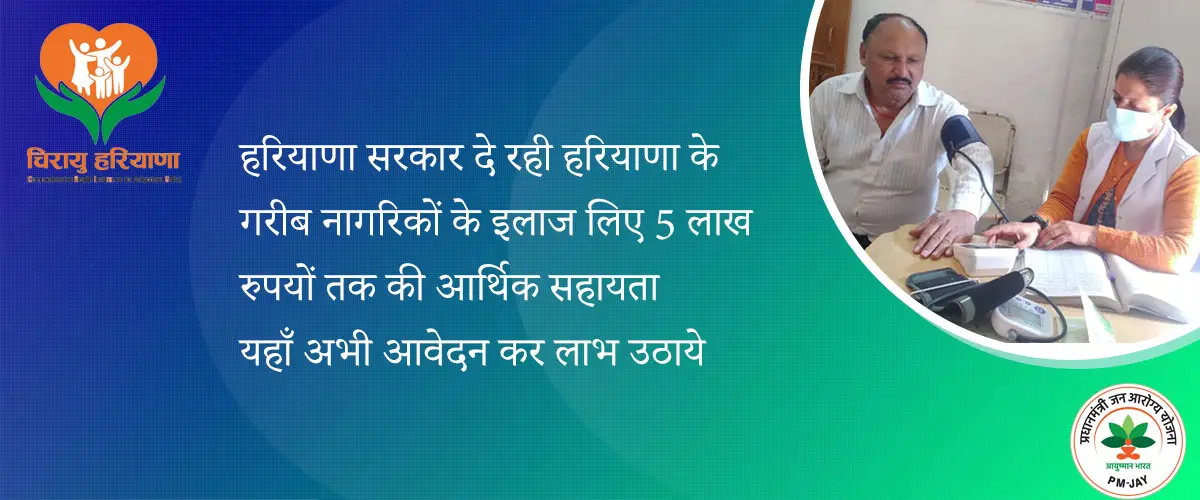 चिरायु हरियाणा
हरियाणा सरकार दे रही हरियाणा के
गरीब नागरिकों के इलाज लिए 5 लाख
रुपयों तक की आर्थिक सहायता
यहाँ अभी आवेदन कर लाभ उठाये
प्रधानमंत्री जन आरोग्य योजना
आयुष्मान भारत
PM-JAY